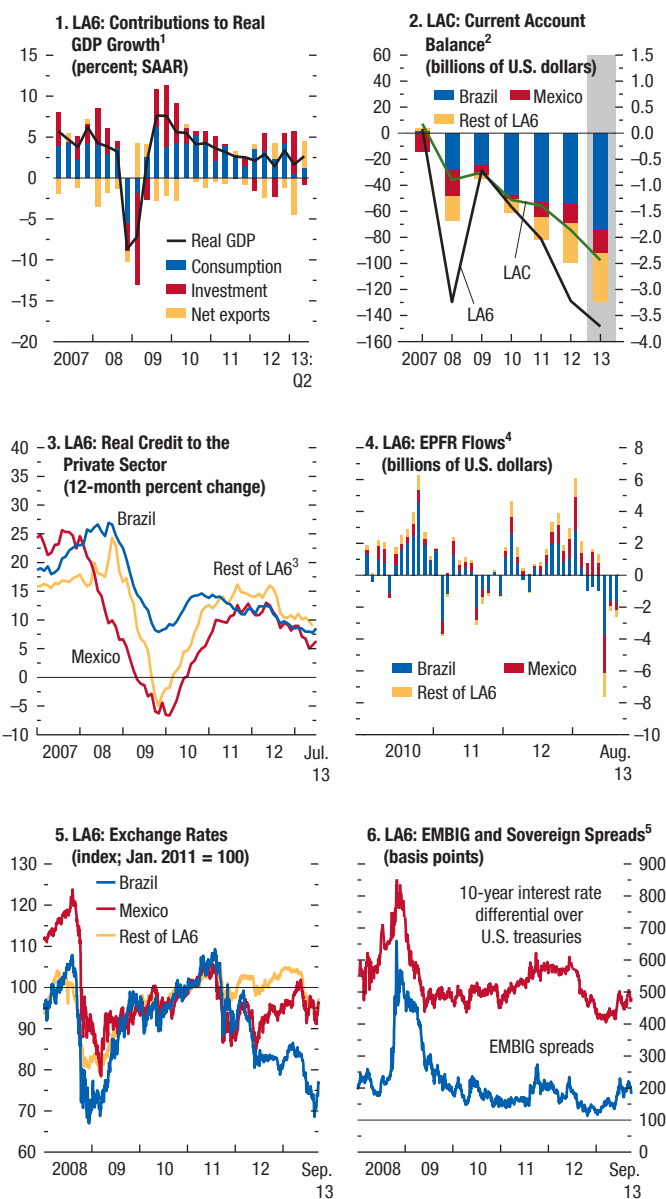 1. LA6: Contributions to Real
GDP Growth1
(percent; SAAR)
15
10
5
0
−5
−10
−15
−20
Real GDP
Consumption
Investment
Net exports
2007 08 09 10 11 12 13:
Q2
2. LAC: Current Account
Balance2
(billions of U.S. dollars)
60
40
20
0
−20
−40
−60
−80
−100
−120
−140
−160
1.5
1.0
0.5
0.0
−0.5
−1.0
−1.5
−2.0
−2.5
−3.0
−3.5
−4.0
Brazil Mexico
Rest of LA6
LAC
LA6
2007 08 09 10 11 12 13
3. LA6: Real Credit to the
Private Sector
(12-month percent change)
40
35
30
25
20
15
10
5
0
−5
−10
Brazil
Rest of LA63
Mexico
2007 08 09 10 11 12 Jul.
13
4. LA6: EPFR Flows4
(billions of U.S. dollars)
8
6
4
2
0
−2
−4
−6
−8
−10
Brazil Mexico
Rest of LA6
2010 11 12 Aug.
13
5. LA6: Exchange Rates
(index; Jan. 2011 = 100)
130
120
110
100
90
80
70
60
Brazil
Mexico
Rest of LA6
2008 09 10 11 12 Sep.
13
6. LA6: EMBIG and Sovereign Spreads5
(basis points)
900
800
700
600
500
400
300
200
100
0
10-year interest rate
differential over
U.S. treasuries
EMBIG spreads
2008 09 10 11 12 Sep.
13